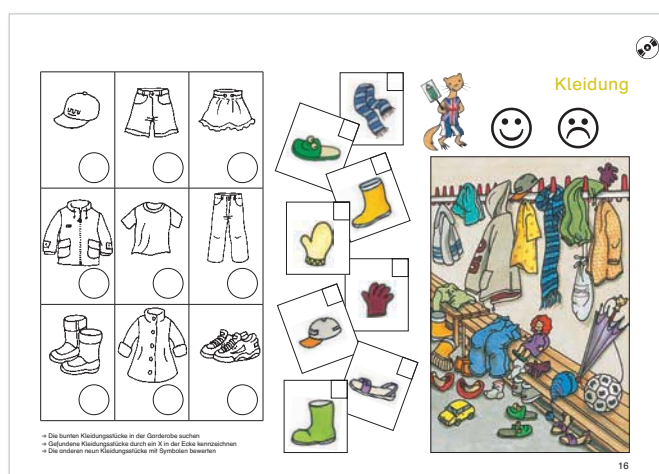 Kleidung
→ Die bunten Kleidungsstücke in der Garderobe suchen
→ Gefundene Kleidungsstücke durch ein X in der Ecke kennzeichnen
→ Die anderen neun Kleidungsstücke mit Symbolen bewerten
16